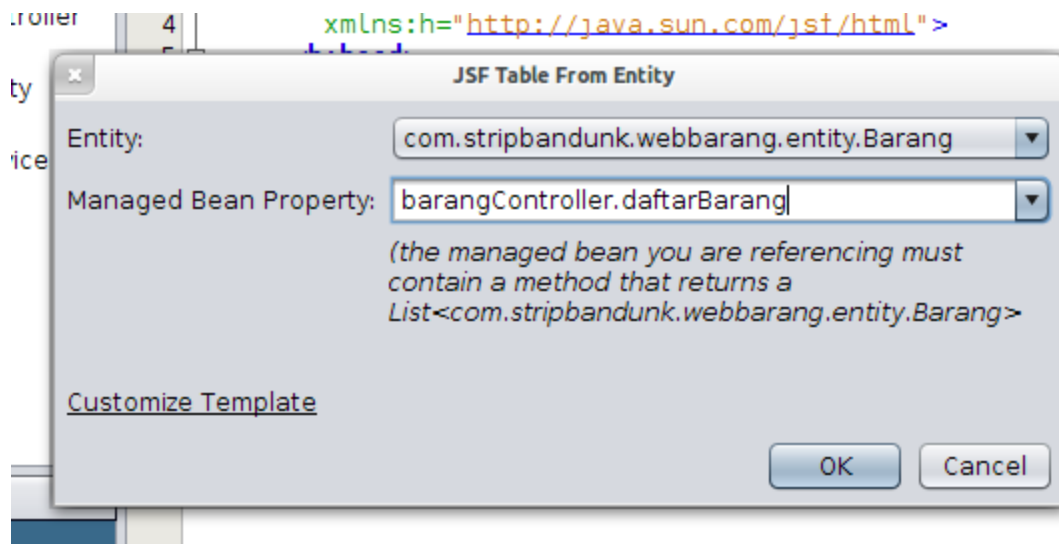 4
xmlns:h="http://java.sun.com/jsf/html">
ty
JSF Table From Entity
Entity:
com.stripbandunk.webbarang.entity.Barang
Managed Bean Property:
barangController.daftarBarang
(the managed bean you are referencing must
contain a method that returns a
List<com.stripbandunk.webbarang.entity.Barang>
Customize Template
OK
Cancel